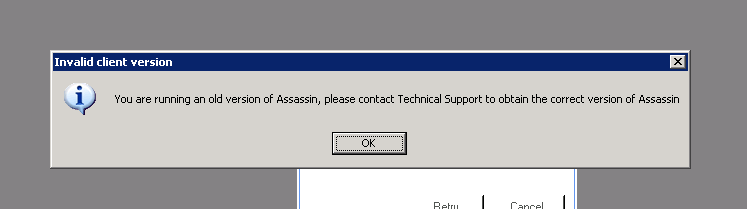 Invalid client version
You are running an old version of Assassin, please contact Technical Support to obtain the correct version of Assassin
OK
Retry Cancel